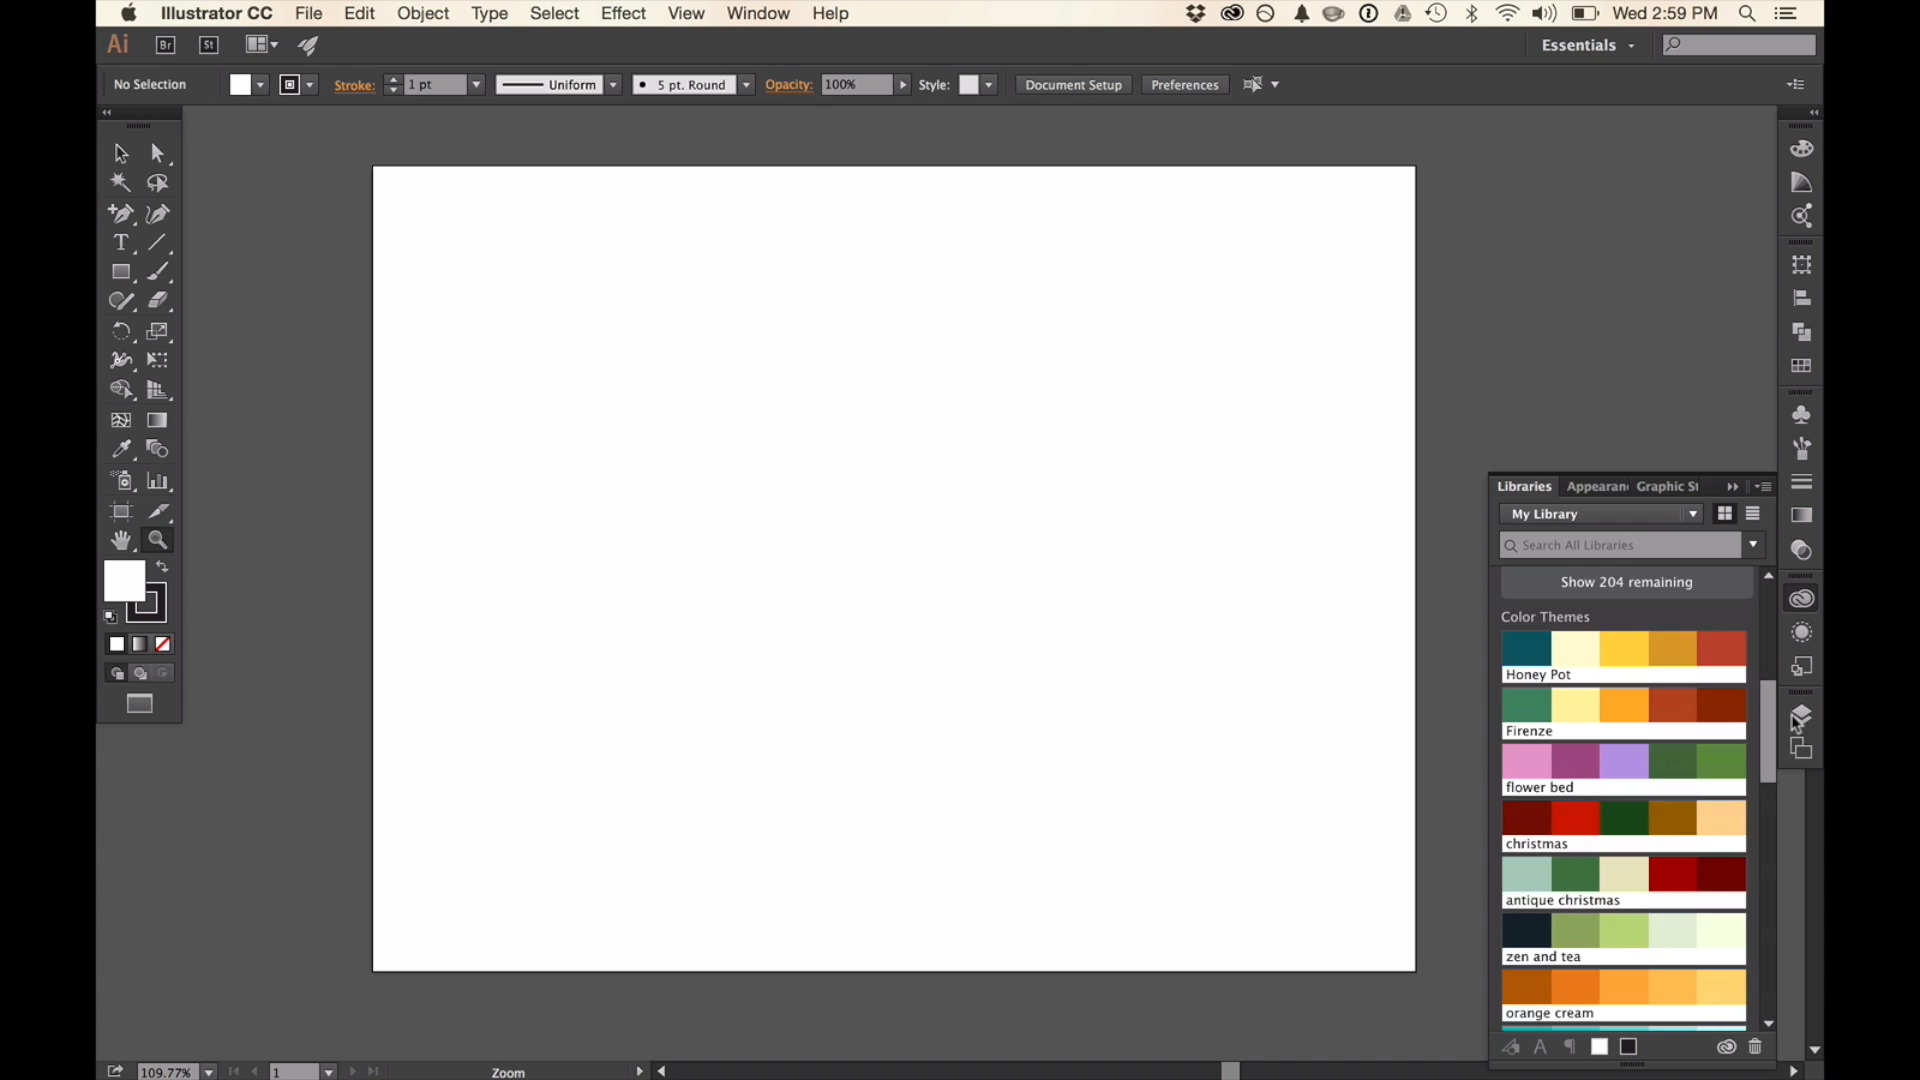 Illustrator CC File Edit Object Type Select Effect View Window Help Wed 2:59 PM
Ai Br St Essentials
No Selection Stroke: 1 pt Uniform 5 pt. Round Opacity: 100% Style: Document Setup Preferences
Libraries Appearan Graphic St
My Library
Search All Libraries
Show 204 remaining
Color Themes
Honey Pot
Firenze
flower bed
christmas
antique christmas
zen and tea
orange cream
109.77% 1 Zoom